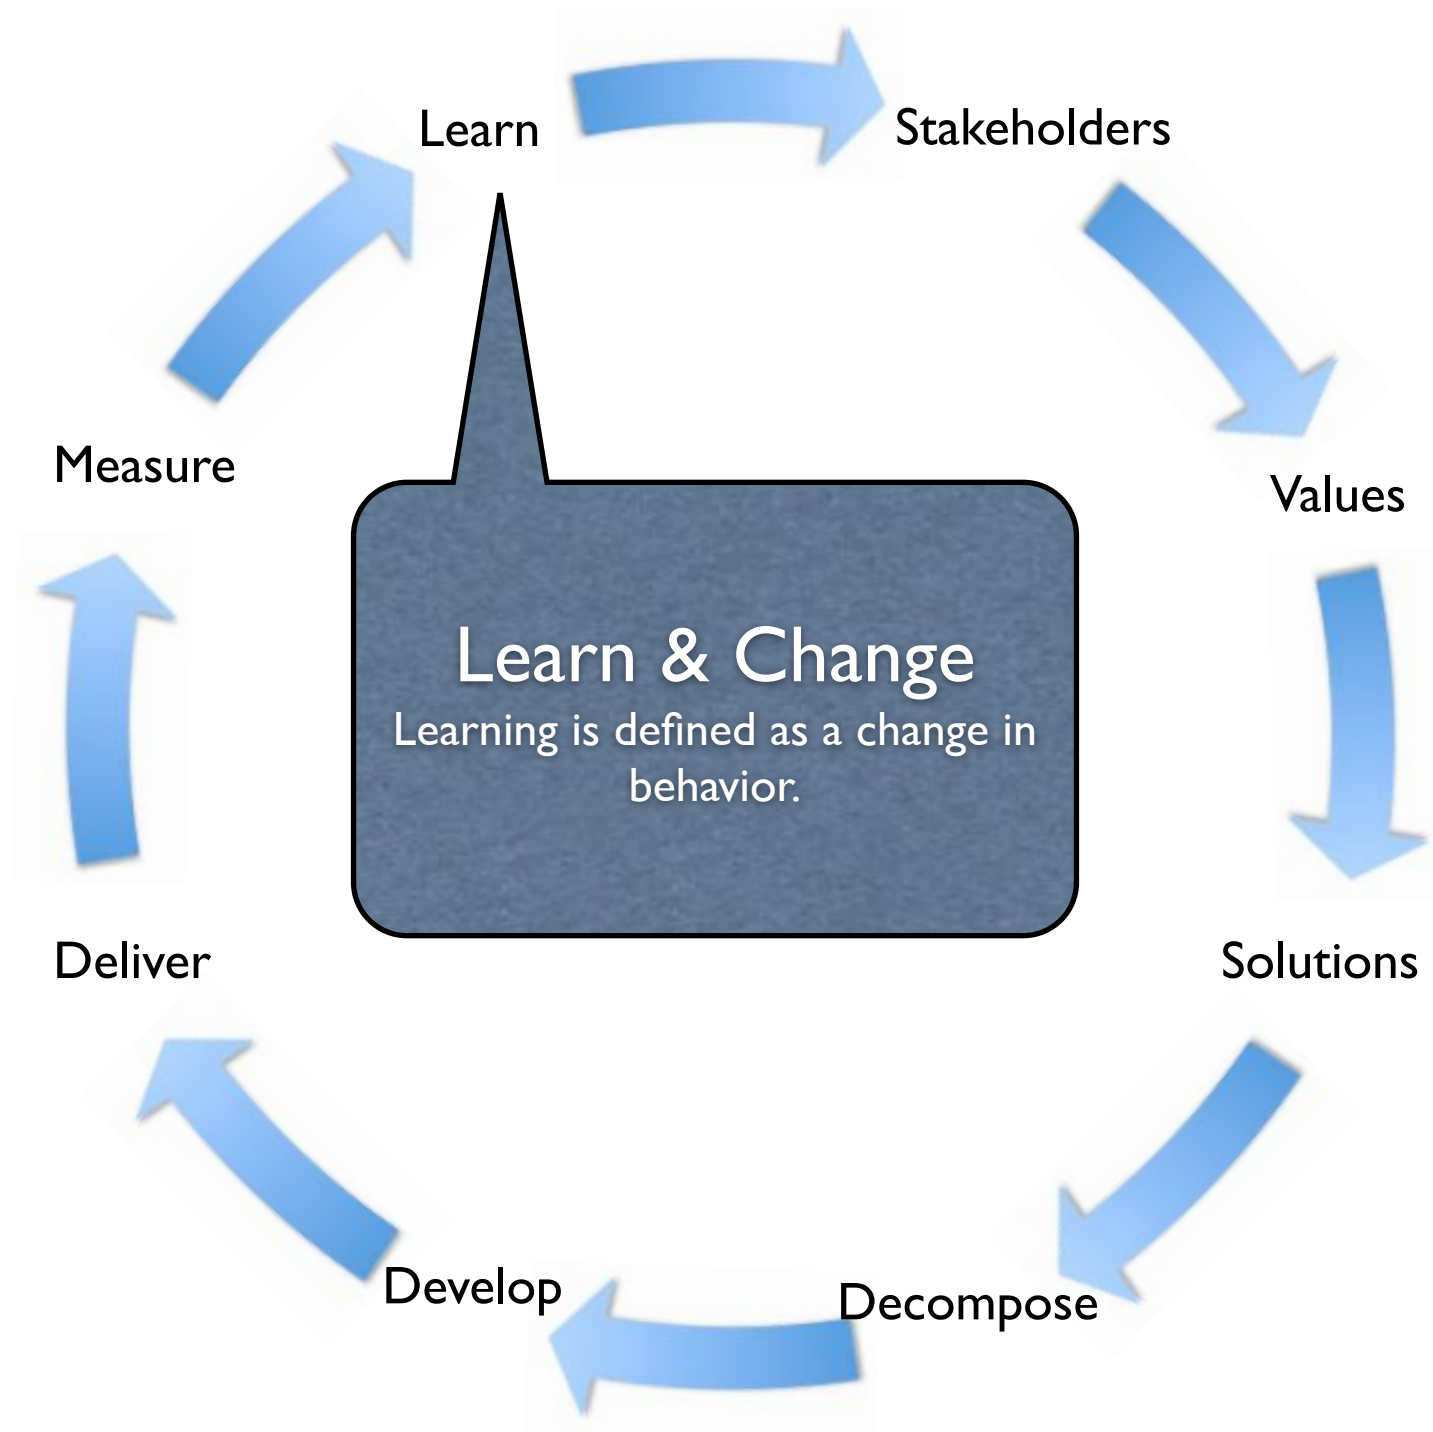 Learn
Stakeholders
Measure
Values
Learn & Change
Learning is defined as a change in
behavior.
Deliver
Solutions
Develop
Decompose